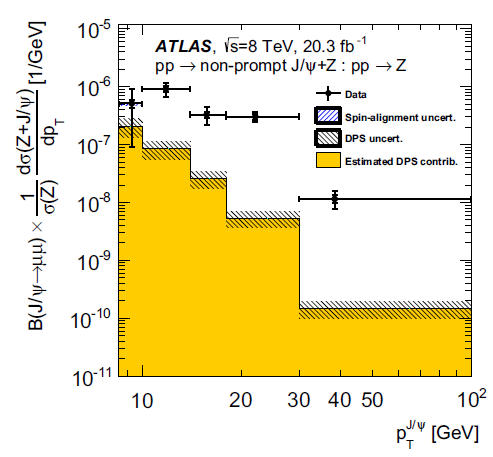 ATLAS, √s=8 TeV, 20.3 fb⁻¹
pp → non-prompt J/ψ+Z : pp → Z
Data
Spin-alignment uncert.
DPS uncert.
Estimated DPS contrib.
B(J/ψ→μμ) × 1/σ(Z) dσ(Z+J/ψ)/dp_T [1/GeV]
10⁻⁵
10⁻⁶
10⁻⁷
10⁻⁸
10⁻⁹
10⁻¹⁰
10⁻¹¹
10 20 30 40 50 10²
p_T^{J/ψ} [GeV]